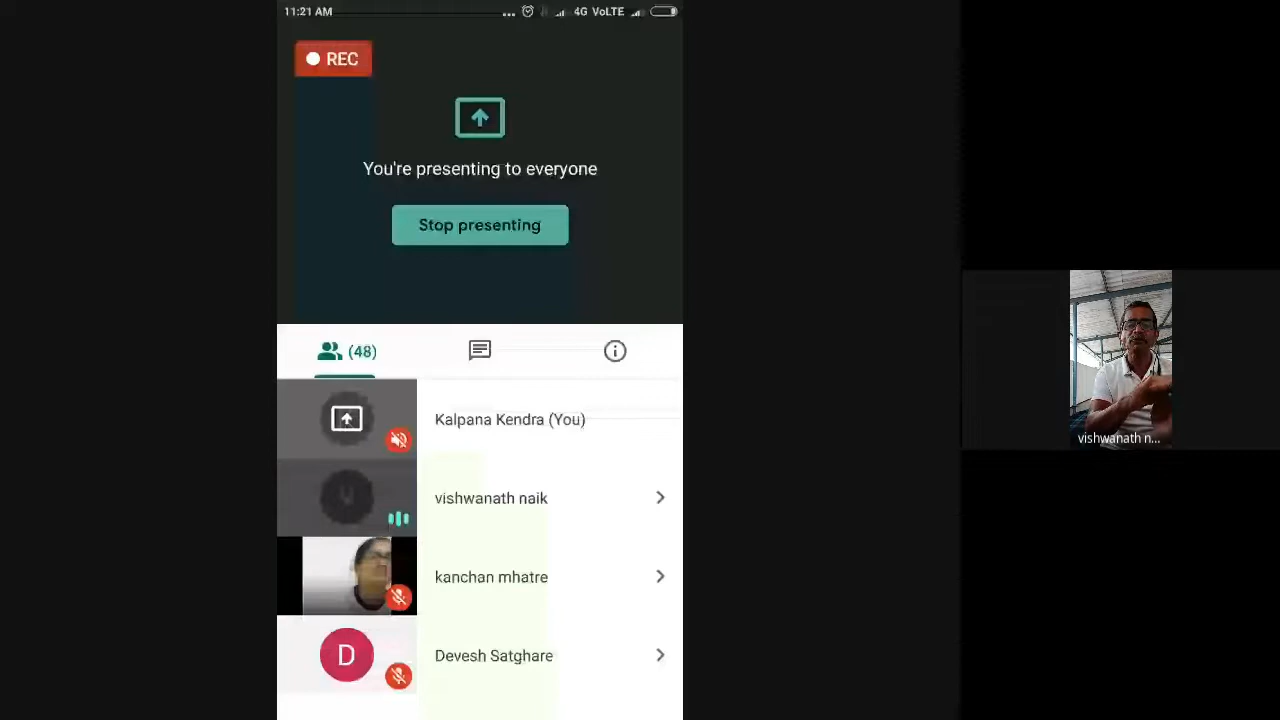 11:21 AM
4G VoLTE
REC
You're presenting to everyone
Stop presenting
(48)
Kalpana Kendra (You)
vishwanath naik
kanchan mhatre
D
Devesh Satghare
vishwanath n...